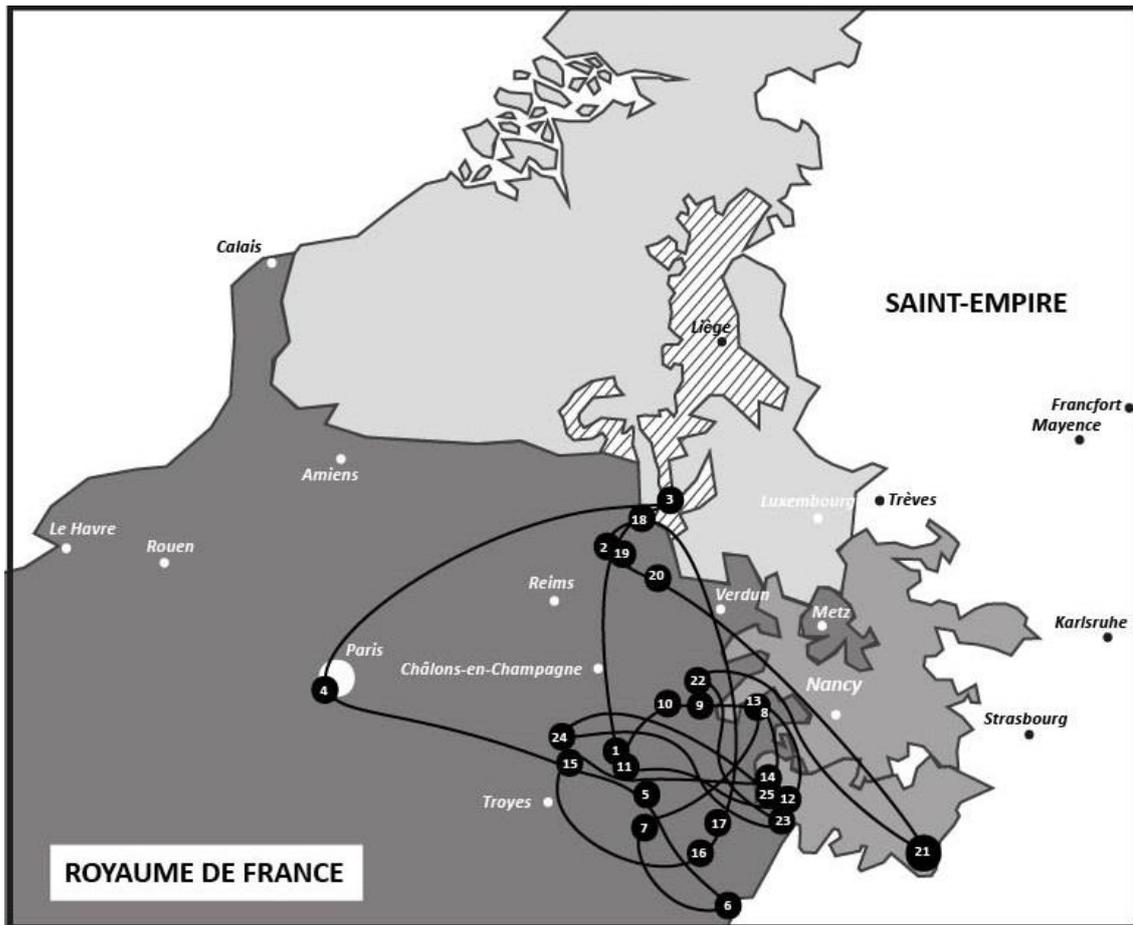 Calais
SAINT-EMPIRE
Liège
Francfort
Mayence
Amiens
3
Luxembourg
Trèves
18
Le Havre
2
19
Rouen
20
Reims
Verdun
Metz
Karlsruhe
Paris
Châlons-en-Champagne
4
22
Nancy
10
9
13
8
Strasbourg
24
1
15
11
14
5
25
12
Troyes
7
17
23
16
21
ROYAUME DE FRANCE
6